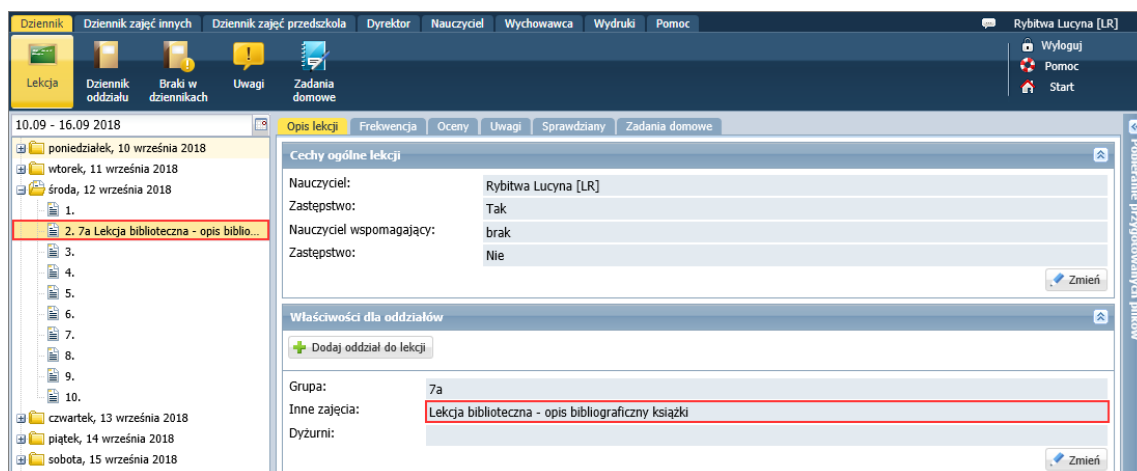 Dziennik Dziennik zajęć innych Dziennik zajęć przedszkola Dyrektor Nauczyciel Wychowawca Wydruki Pomoc Rybitwa Lucyna [LR]
Lekcja
Dziennik oddziału
Braki w dziennikach
Uwagi
Zadania domowe
Wyloguj
Pomoc
Start
10.09 - 16.09 2018
poniedziałek, 10 września 2018
wtorek, 11 września 2018
środa, 12 września 2018
1.
2. 7a Lekcja biblioteczna - opis biblio...
3.
4.
5.
6.
7.
8.
9.
10.
czwartek, 13 września 2018
piątek, 14 września 2018
sobota, 15 września 2018
Opis lekcji Frekwencja Oceny Uwagi Sprawdziany Zadania domowe
Cechy ogólne lekcji
Nauczyciel: Rybitwa Lucyna [LR]
Zastępstwo: Tak
Nauczyciel wspomagający: brak
Zastępstwo: Nie
Zmień
Właściwości dla oddziałów
Dodaj oddział do lekcji
Grupa: 7a
Inne zajęcia: Lekcja biblioteczna - opis bibliograficzny książki
Dyżurni:
Zmień
Pobieranie przygotowanych plików